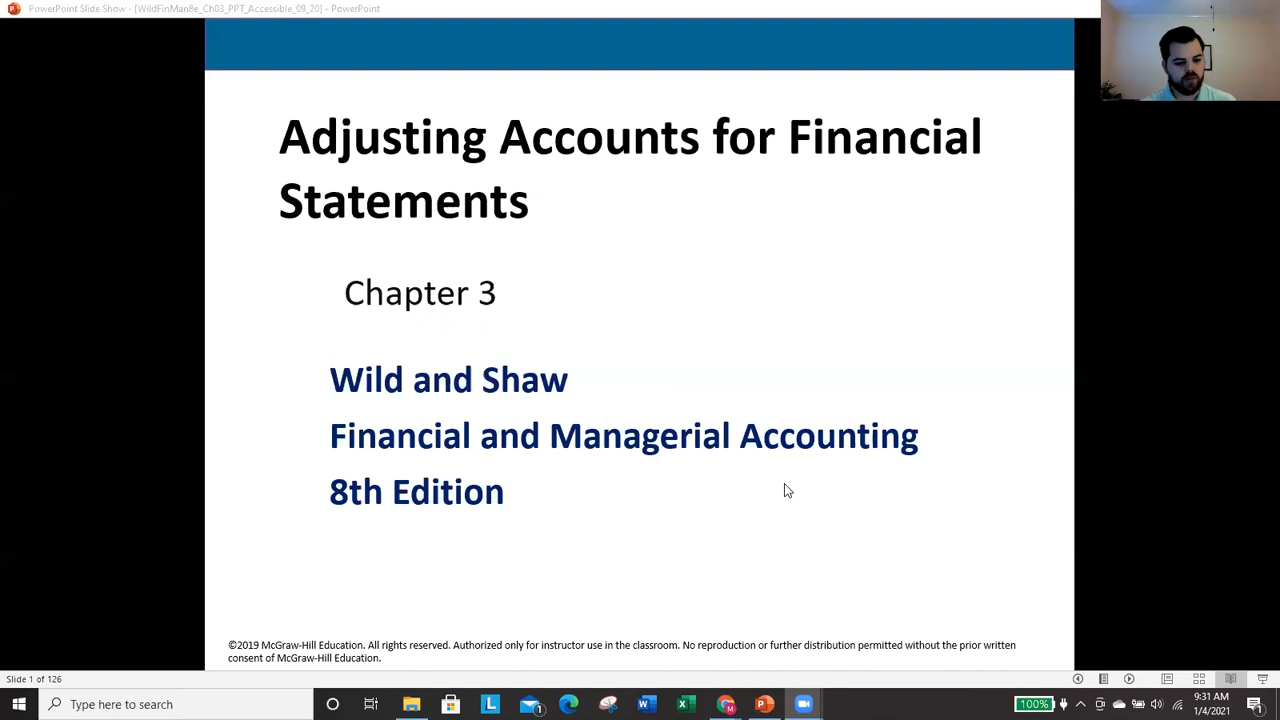 PowerPoint Slide Show - [WildFinMan8e_Ch03_PPT_Accessible_09_20] - PowerPoint
Adjusting Accounts for Financial
Statements
Chapter 3
Wild and Shaw
Financial and Managerial Accounting
8th Edition
©2019 McGraw-Hill Education. All rights reserved. Authorized only for instructor use in the classroom. No reproduction or further distribution permitted without the prior written
consent of McGraw-Hill Education.
Slide 1 of 126
Type here to search
100%
9:31 AM
1/4/2021